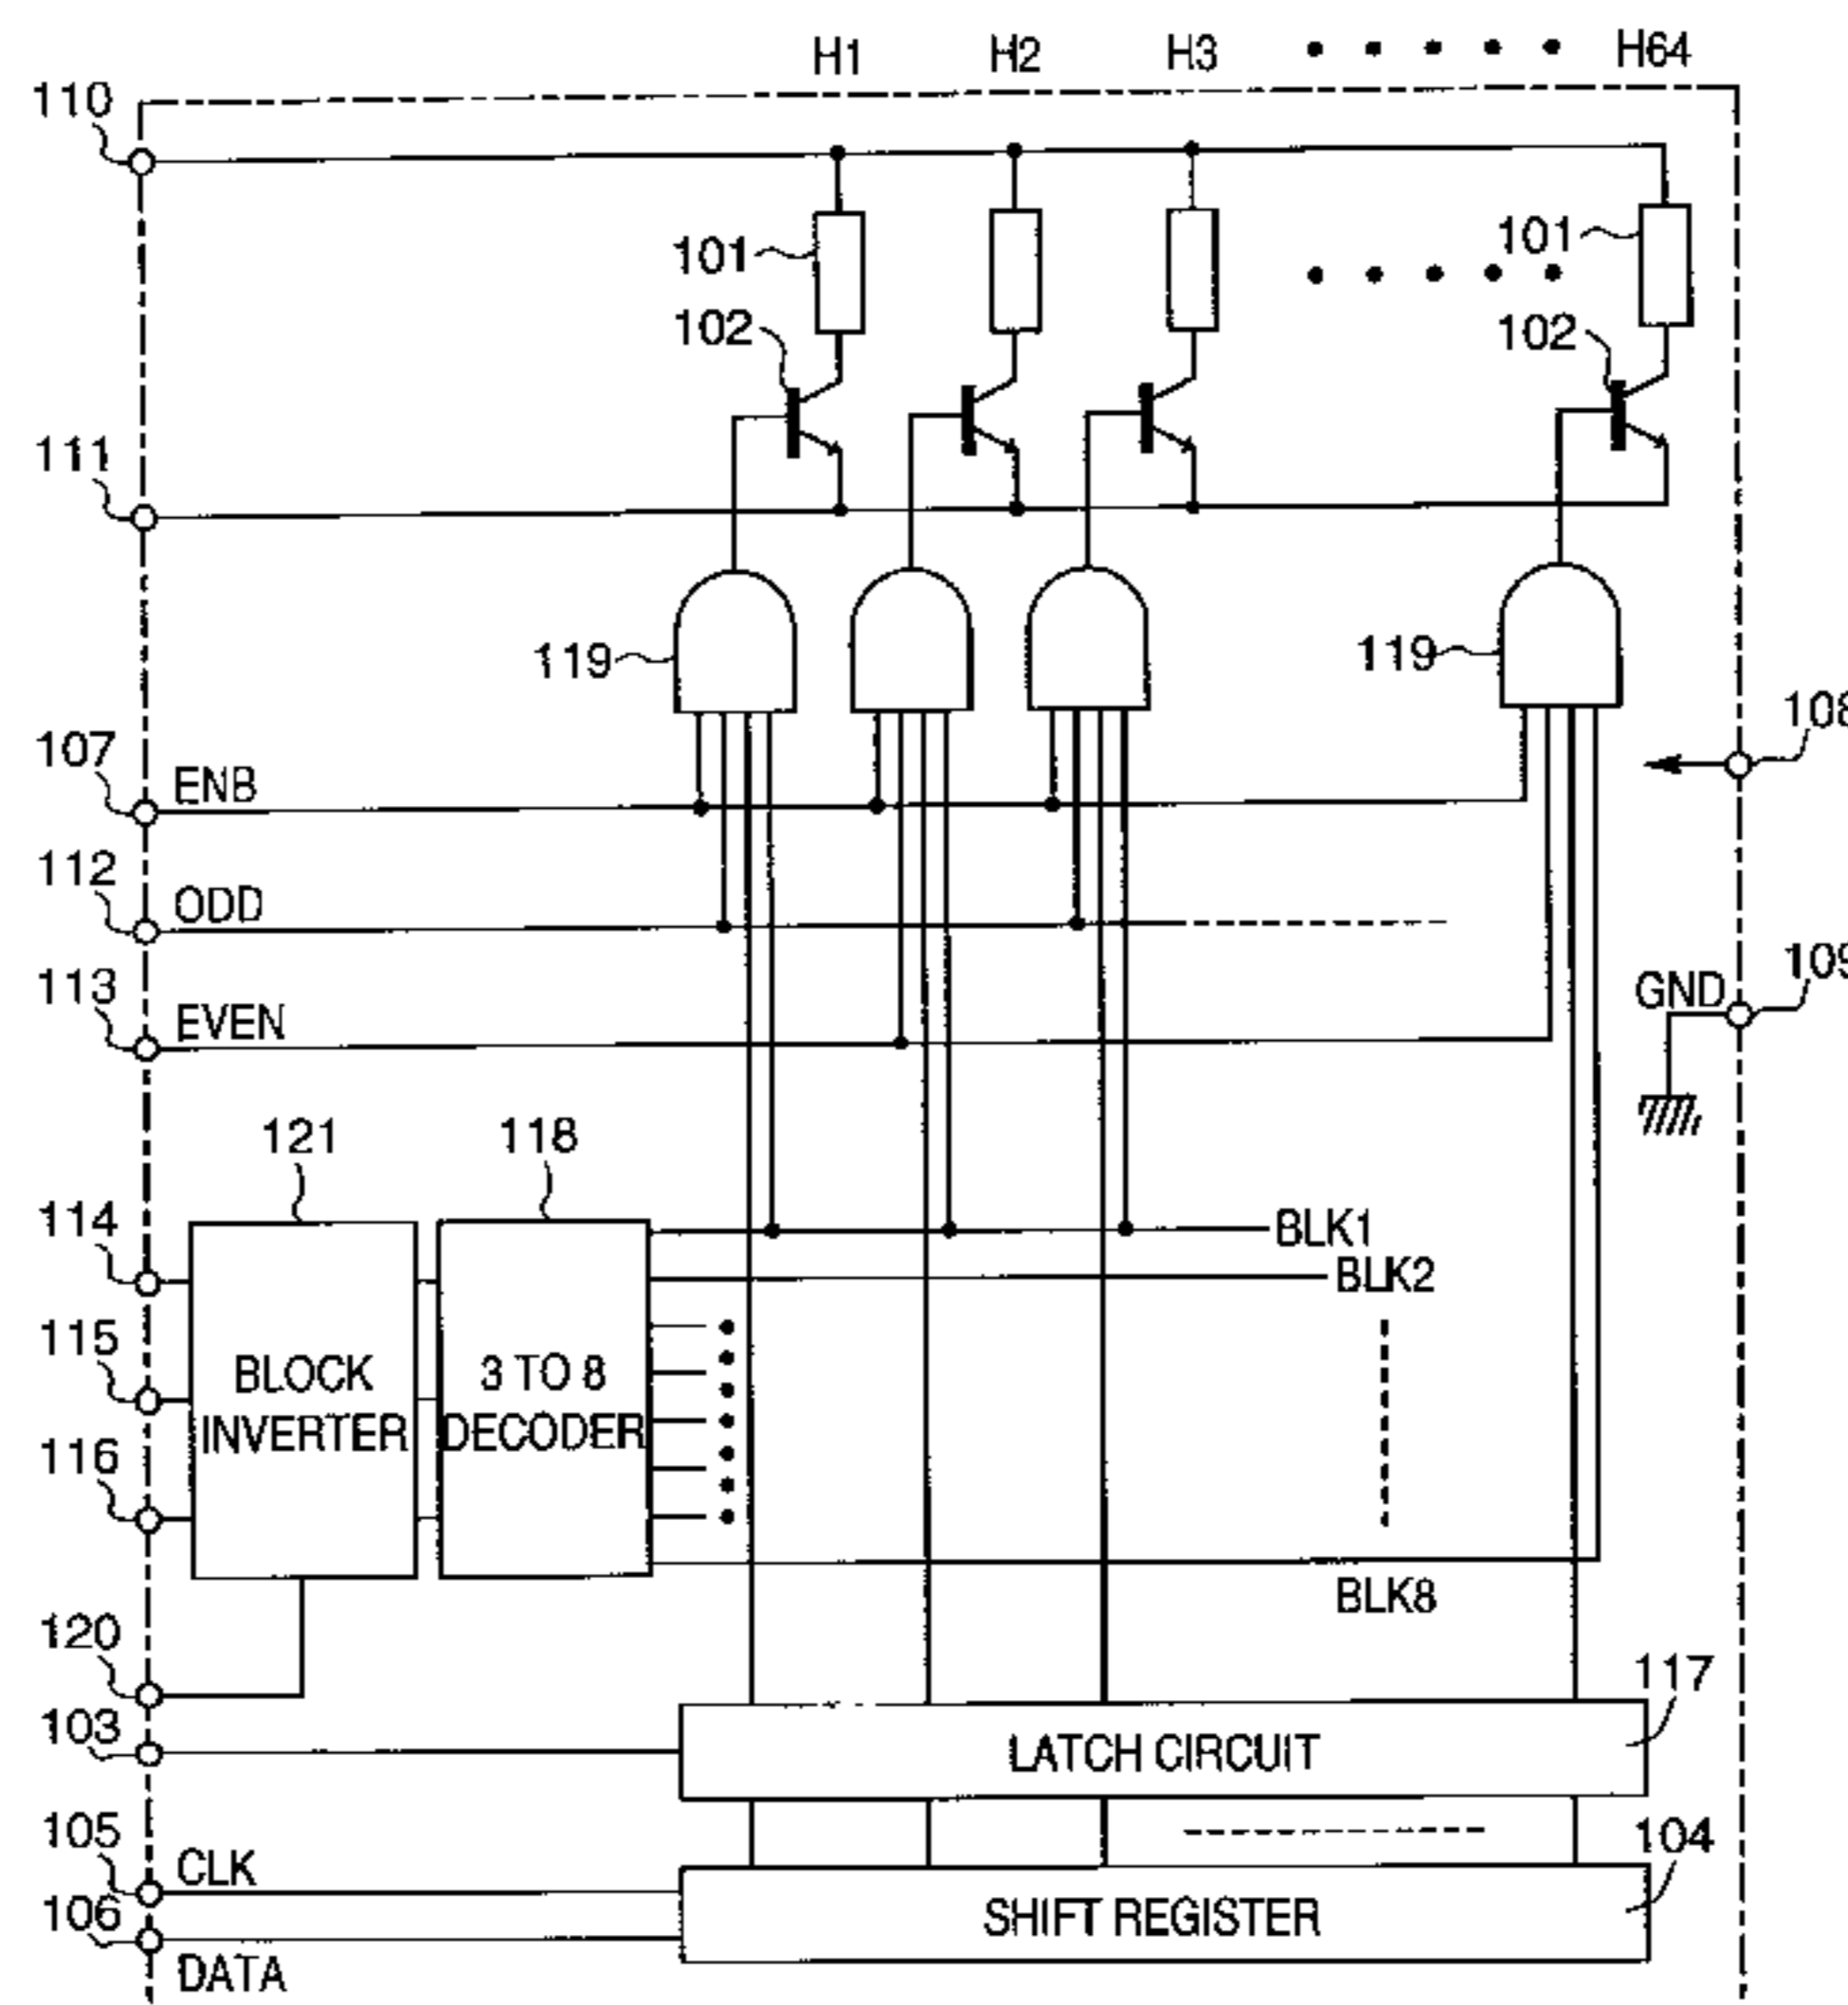 H1 H2 H3 H64
110
101 101
102 102
111
119 119
108
107 ENB
112 ODD
109
113 EVEN GND
121 118
114 BLK1
BLK2
115
BLOCK INVERTER
3 TO 8 DECODER
116
BLK8
120
117
103
LATCH CIRCUIT
105 CLK
104
106
SHIFT REGISTER
DATA